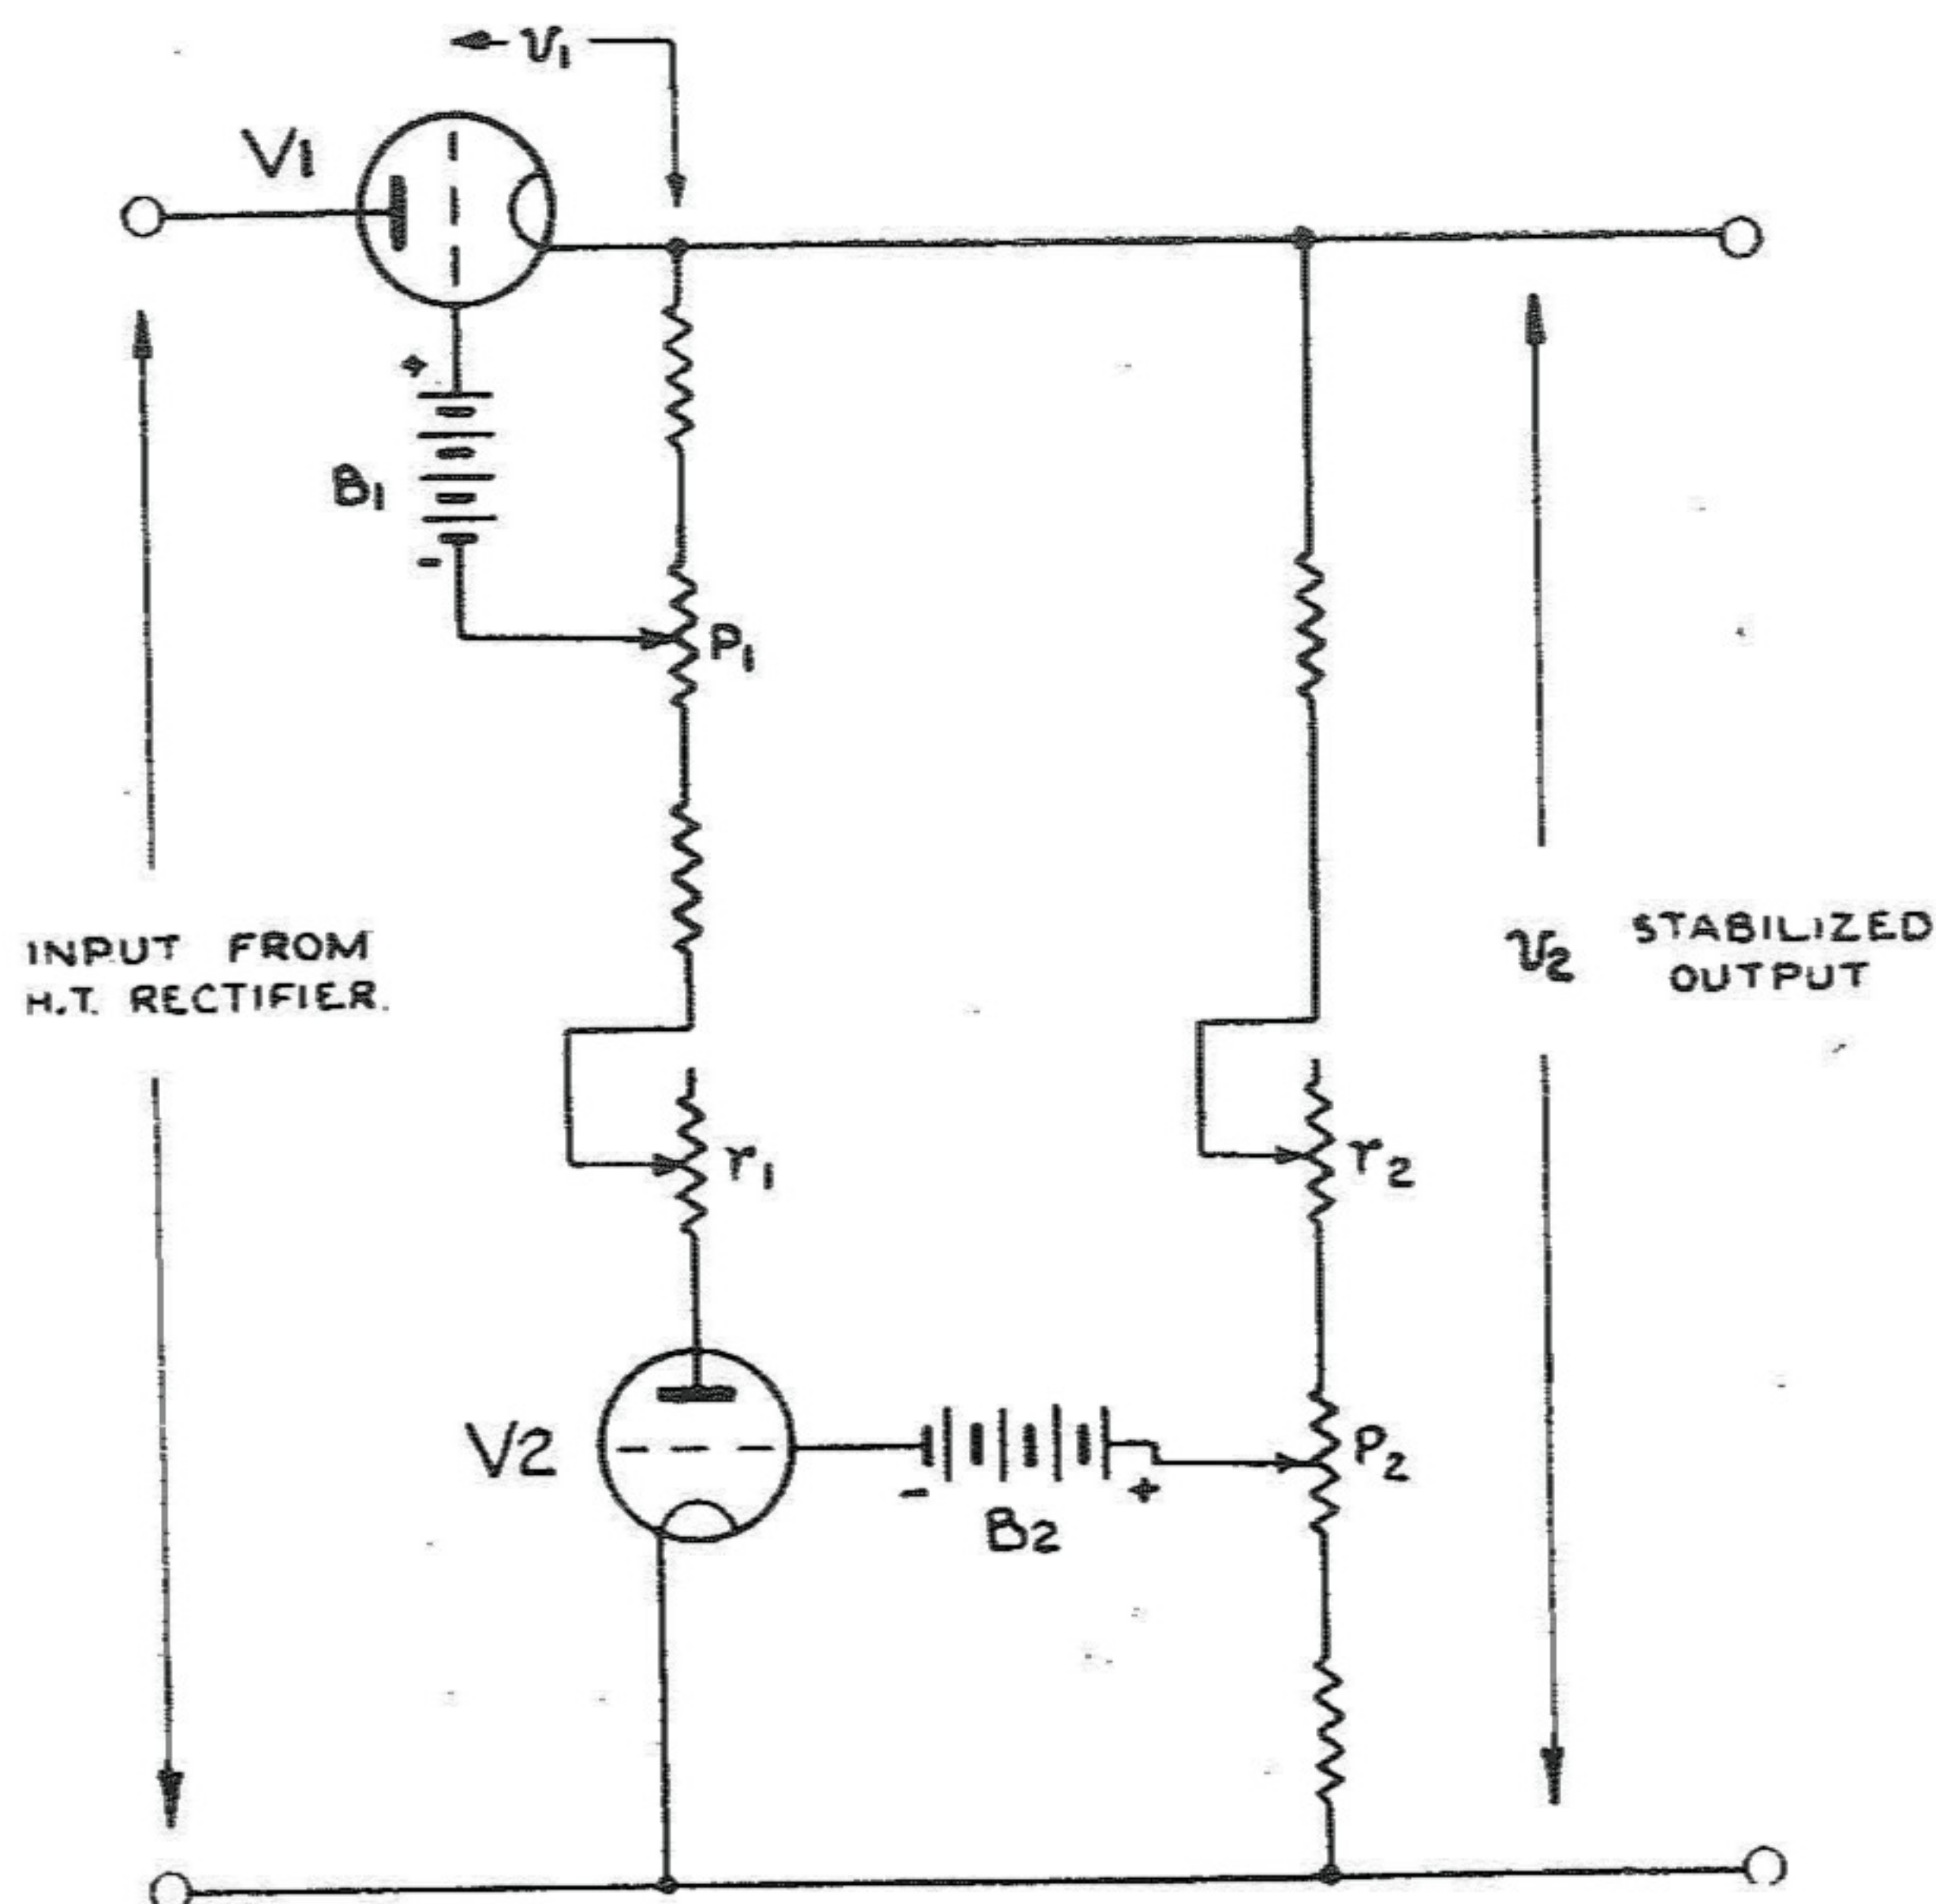 v₁
V1
+
B₁
-
P₁
INPUT FROM
H.T. RECTIFIER.
v₂
STABILIZED
OUTPUT
r₁
r₂
V2
-
+
B2
P₂